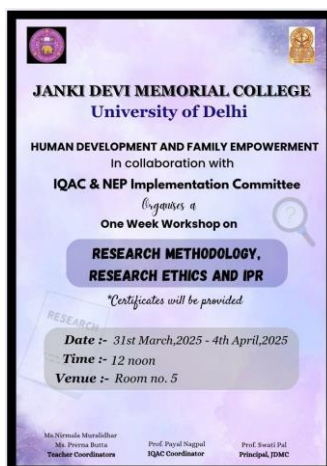 JANKI DEVI MEMORIAL COLLEGE
University of Delhi
HUMAN DEVELOPMENT AND FAMILY EMPOWERMENT
In collaboration with
IQAC & NEP Implementation Committee
Organises a
One Week Workshop on
RESEARCH METHODOLOGY,
RESEARCH ETHICS AND IPR
*Certificates will be provided
RESEARCH
Date :- 31st March,2025 - 4th April,2025
Time :- 12 noon
Venue :- Room no. 5
Ms.Nirmala Muralidhar
Ms. Prerna Butta
Teacher Coordinators
Prof. Payal Nagpal
IQAC Coordinator
Prof. Swati Pal
Principal, JDMC